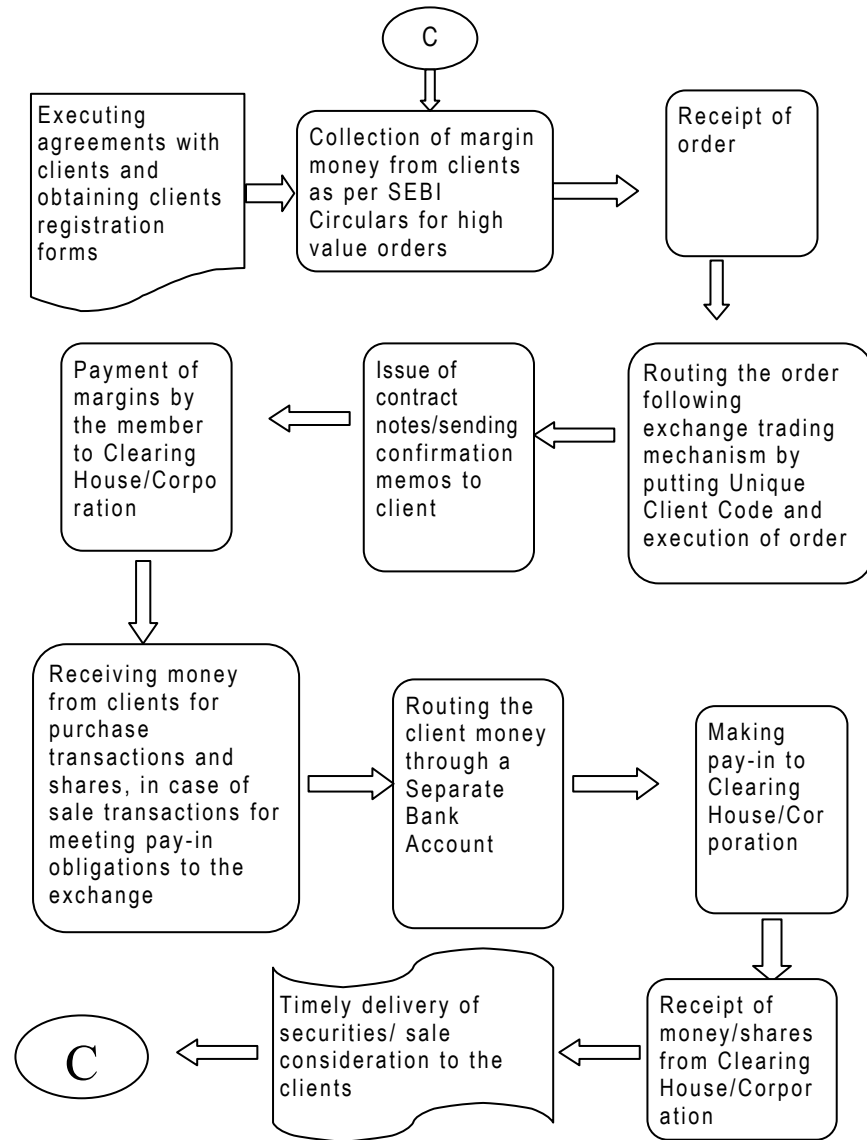 C
Executing
agreements with
clients and
obtaining clients
registration
forms
Collection of margin
money from clients
as per SEBI
Circulars for high
value orders
Receipt of
order
Payment of
margins by
the member
to Clearing
House/Corpo
ration
Issue of
contract
notes/sending
confirmation
memos to
client
Routing the order
following
exchange trading
mechanism by
putting Unique
Client Code and
execution of order
Receiving money
from clients for
purchase
transactions and
shares, in case of
sale transactions for
meeting pay-in
obligations to the
exchange
Routing the
client money
through a
Separate
Bank
Account
Making
pay-in to
Clearing
House/Cor
poration
C
Timely delivery of
securities/ sale
consideration to the
clients
Receipt of
money/shares
from Clearing
House/Corpor
ation